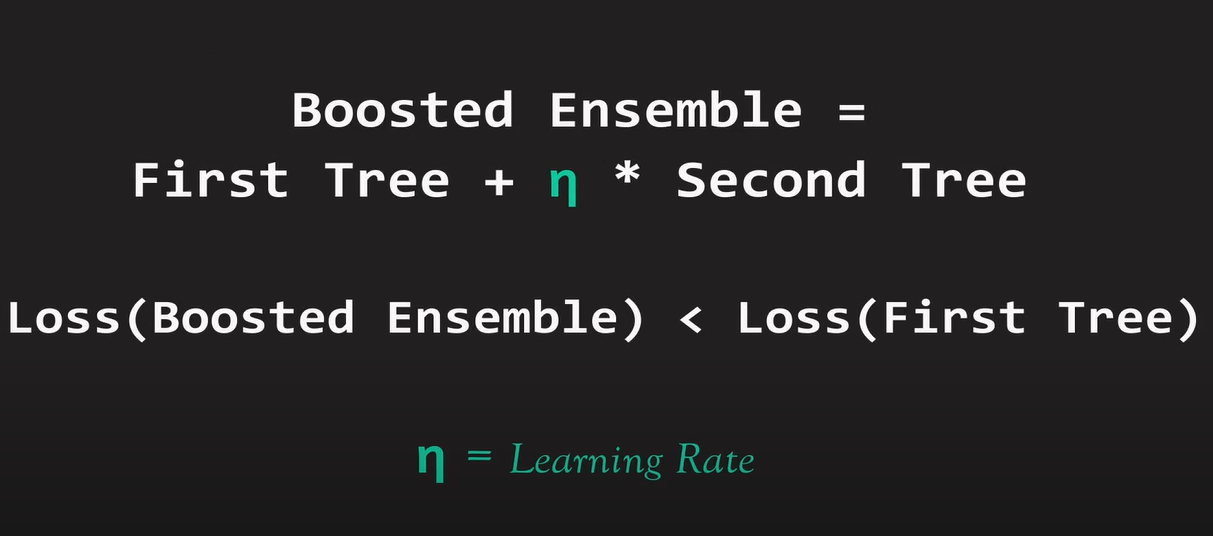 Boosted Ensemble =
First Tree + η * Second Tree
Loss(Boosted Ensemble) < Loss(First Tree)
η = Learning Rate